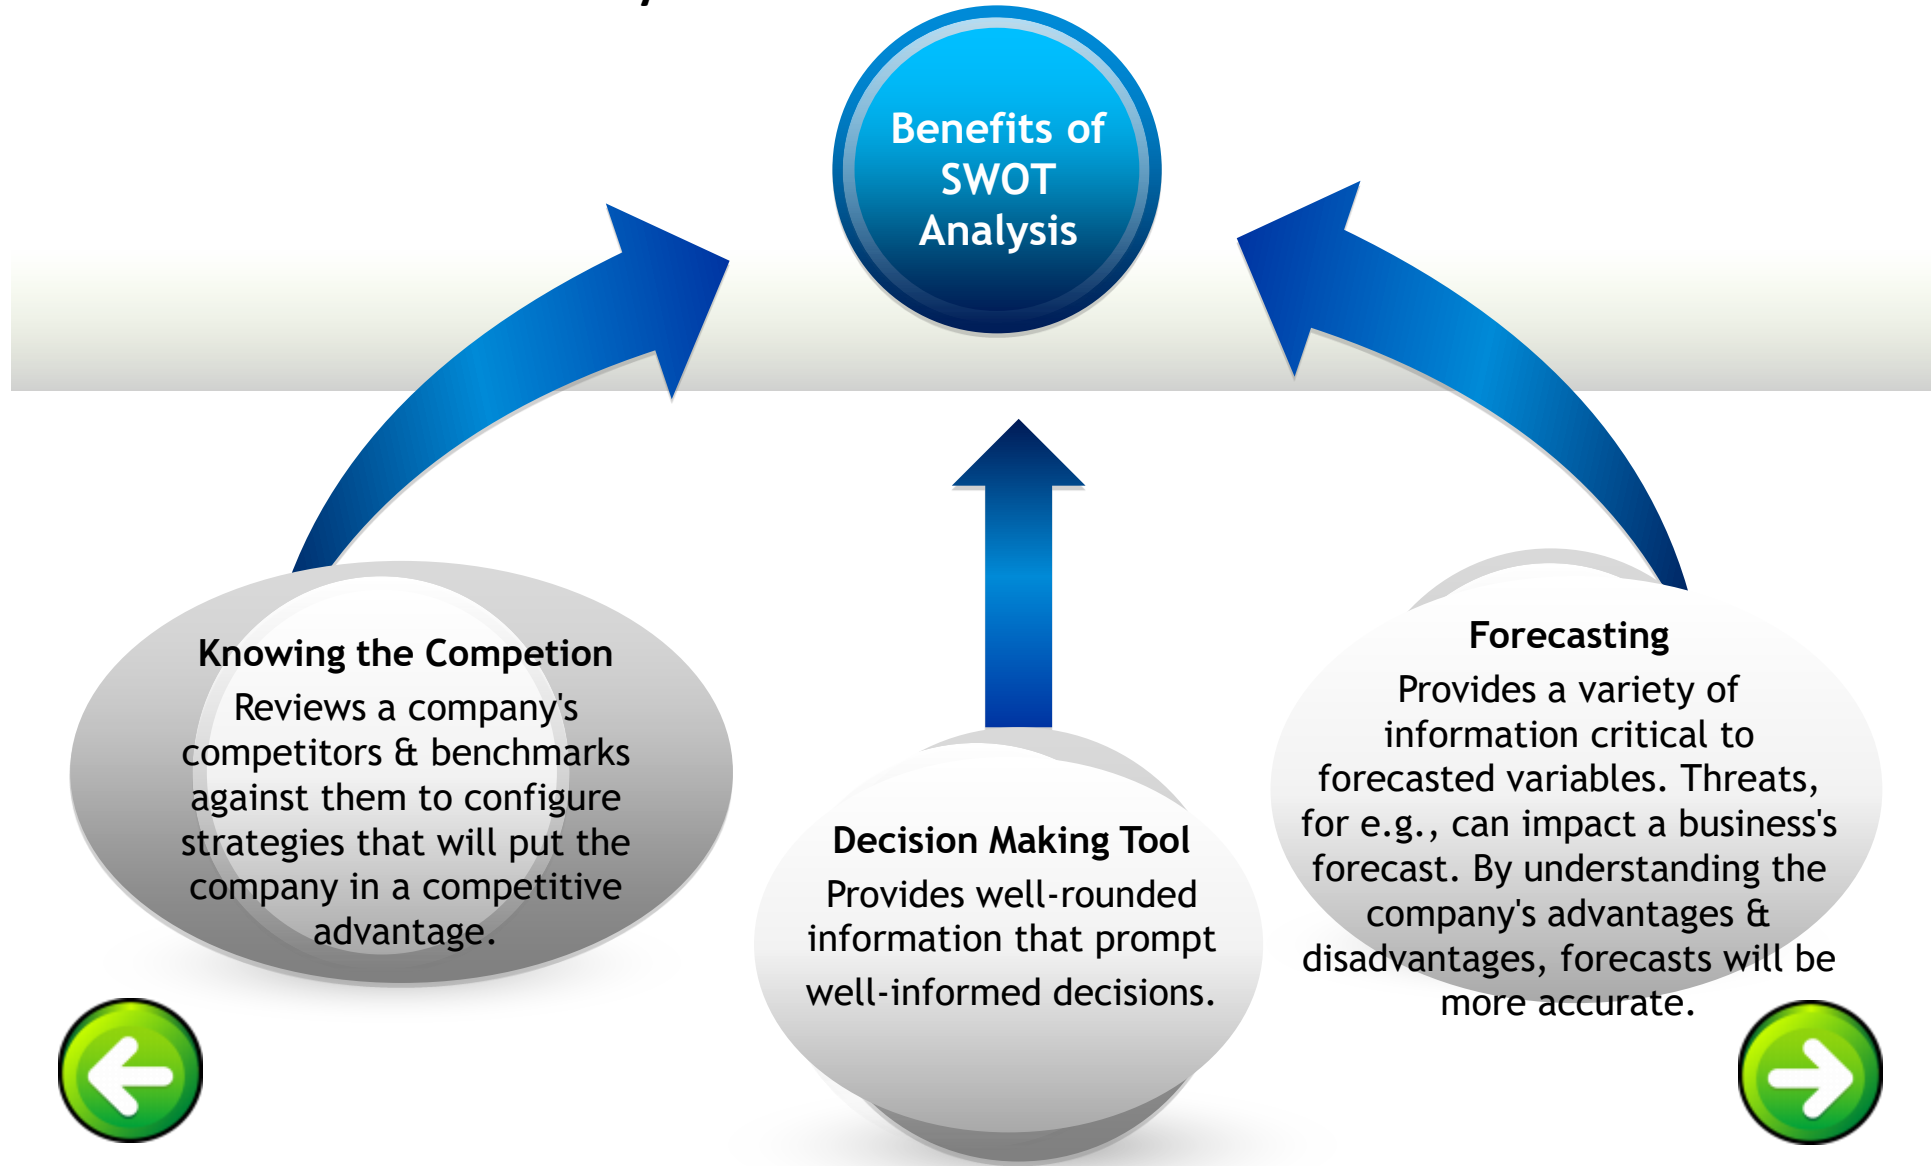 Benefits of
SWOT
Analysis
Knowing the Competion
Reviews a company's
competitors & benchmarks
against them to configure
strategies that will put the
company in a competitive
advantage.
Decision Making Tool
Provides well-rounded
information that prompt
well-informed decisions.
Forecasting
Provides a variety of
information critical to
forecasted variables. Threats,
for e.g., can impact a business's
forecast. By understanding the
company's advantages &
disadvantages, forecasts will be
more accurate.